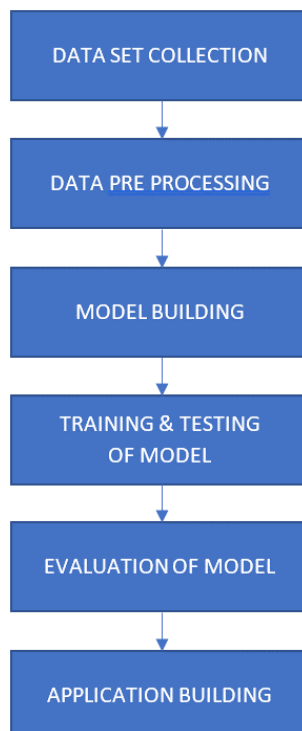 DATA SET COLLECTION
DATA PRE PROCESSING
MODEL BUILDING
TRAINING & TESTING
OF MODEL
EVALUATION OF MODEL
APPLICATION BUILDING